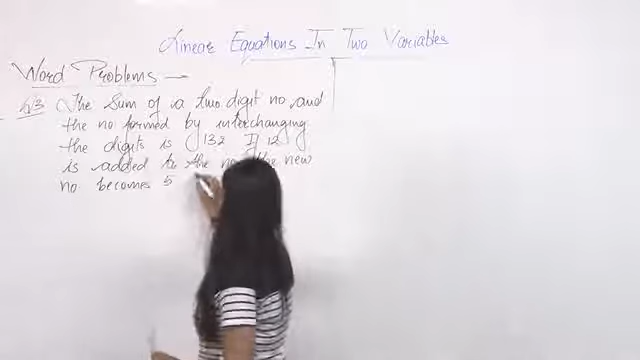 Linear Equations In Two Variables
Word Problems —
The Sum of a two digit no and
the no formed by interchanging
the digits is 132 If 12
is added to the no the new
no becomes 5